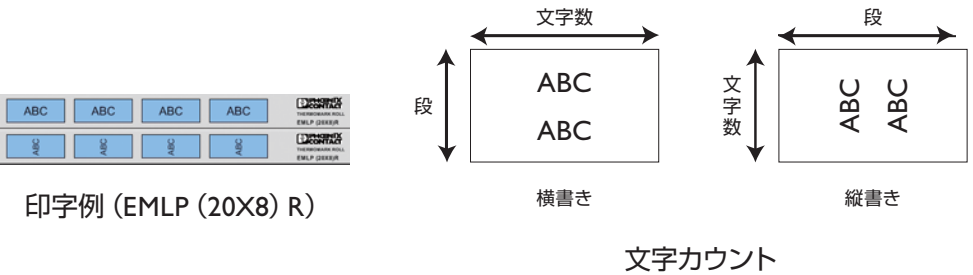 ABC ABC ABC ABC
PHOENIX
CONTACT
THERMOMARK ROLL
EMLP (20X8)R
ABC ABC ABC ABC
PHOENIX
CONTACT
THERMOMARK ROLL
EMLP (20X8)R
印字例（EMLP（20X8）R）
文字数
段
ABC
ABC
横書き
段
文字数
ABC
ABC
縦書き
文字カウント